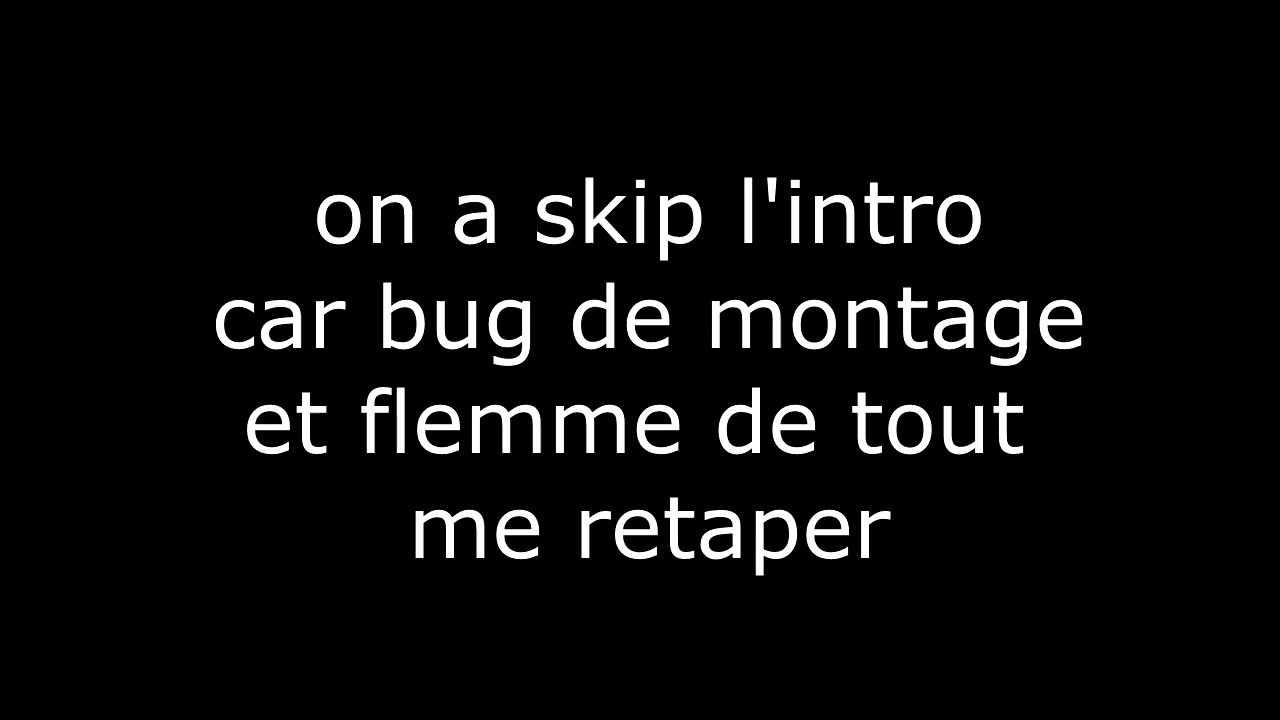 on a skip l'intro
car bug de montage
et flemme de tout
me retaper